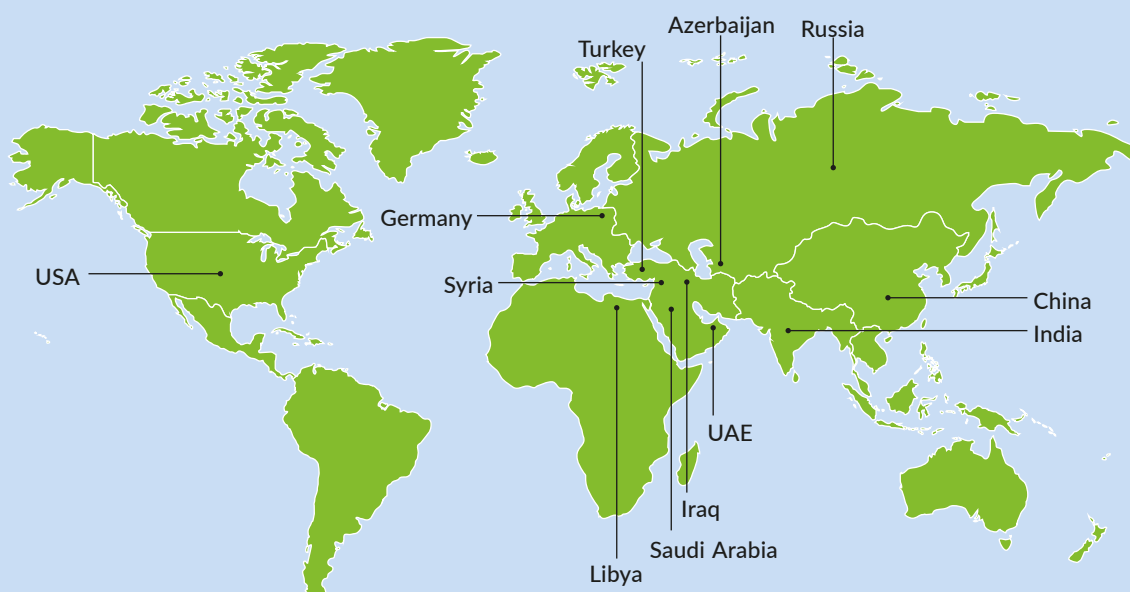 Azerbaijan
Russia
Turkey
Germany
USA
Syria
China
India
UAE
Iraq
Saudi Arabia
Libya